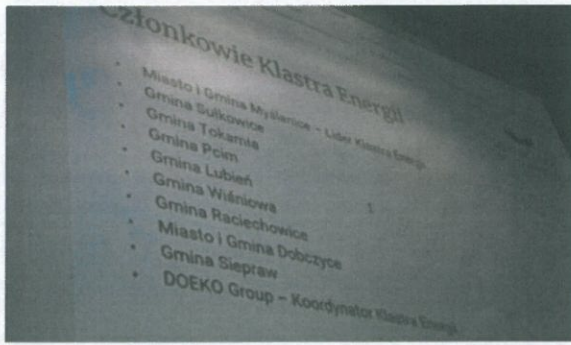 Członkowie Klastra Energii
• Miasto i Gmina Myślenice – Lider Klastra Energii
• Gmina Sułkowice
• Gmina Tokarnia
• Gmina Pcim
• Gmina Lubień
• Gmina Wiśniowa
• Gmina Raciechowice
• Miasto i Gmina Dobczyce
• Gmina Siepraw
• DOEKO Group – Koordynator Klastra Energii